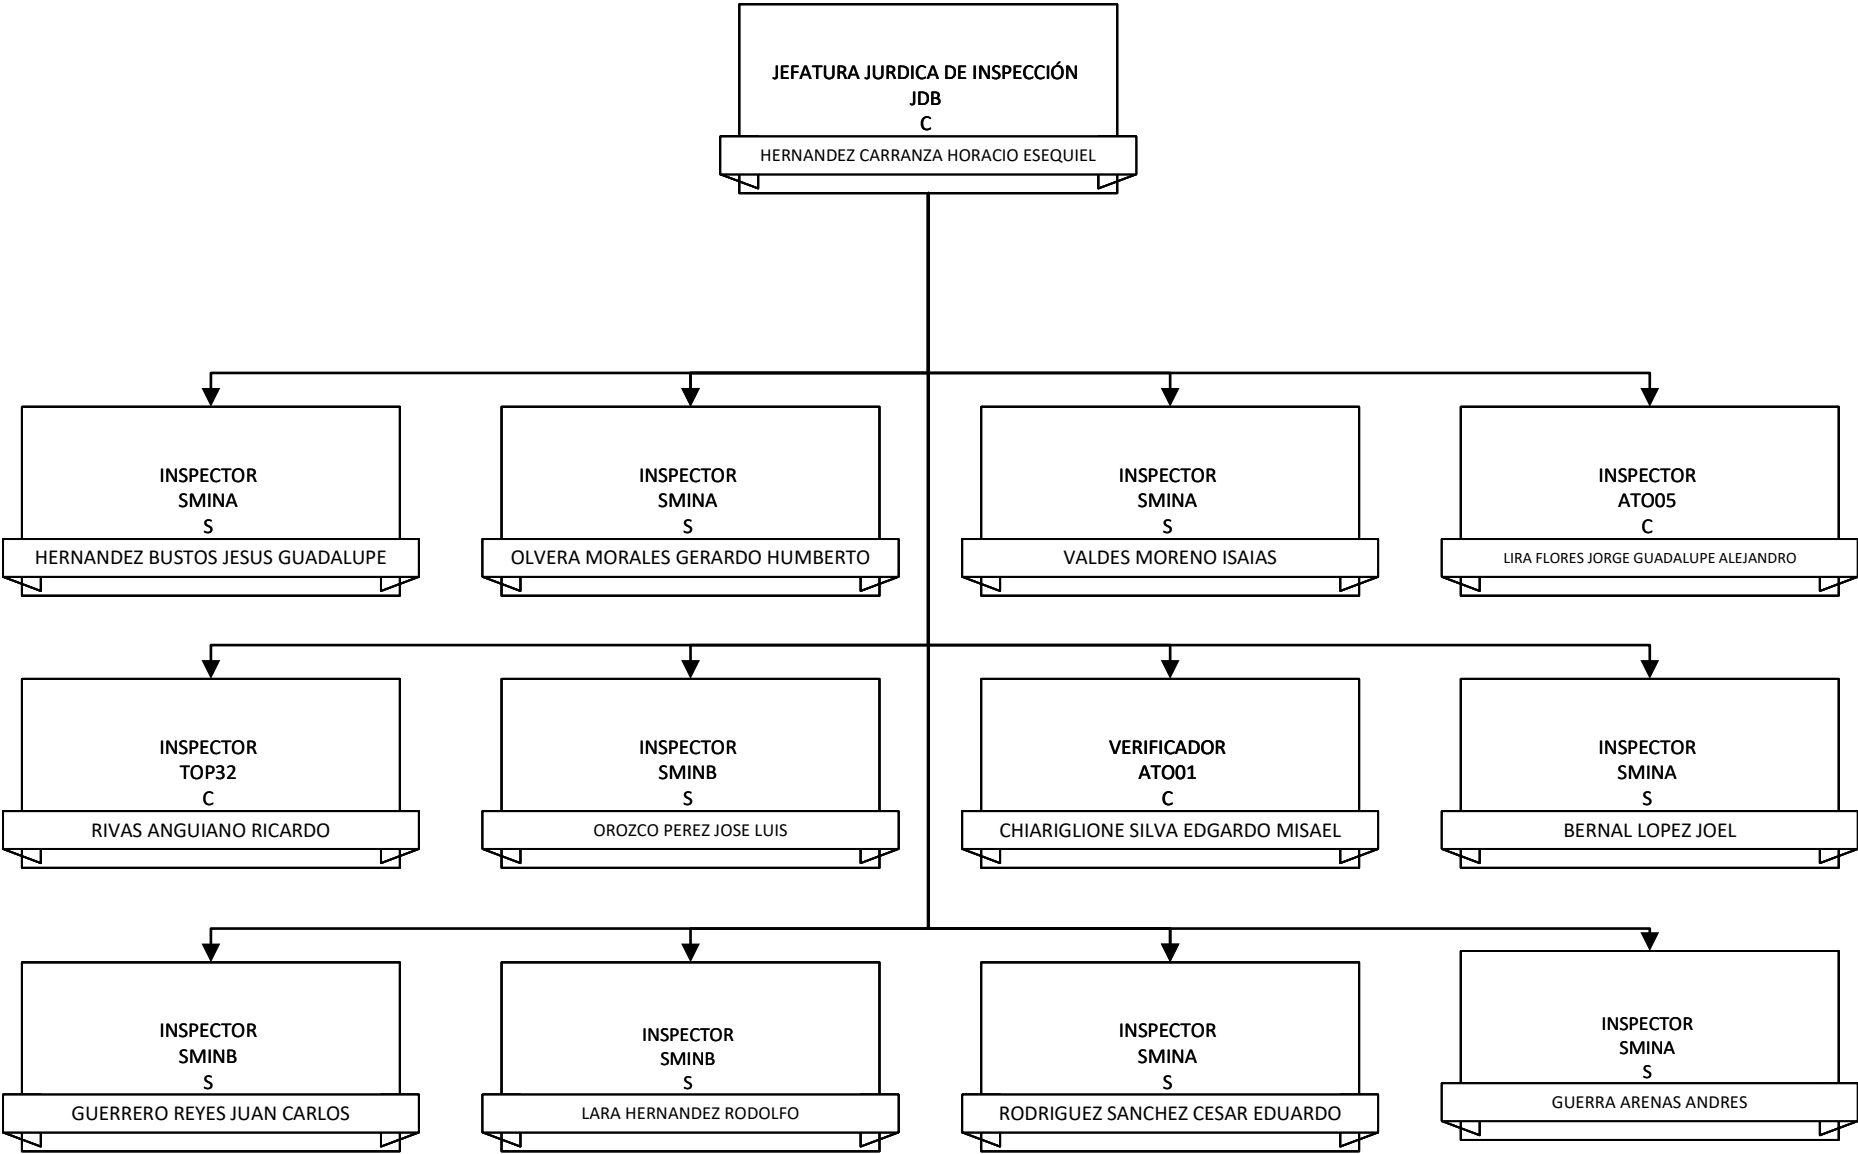 JEFATURA JURDICA DE INSPECCIÓN
JDB
C
HERNANDEZ CARRANZA HORACIO ESEQUIEL
INSPECTOR
SMINA
S
HERNANDEZ BUSTOS JESUS GUADALUPE
INSPECTOR
SMINA
S
OLVERA MORALES GERARDO HUMBERTO
INSPECTOR
SMINA
S
VALDES MORENO ISAIAS
INSPECTOR
ATO05
C
LIRA FLORES JORGE GUADALUPE ALEJANDRO
INSPECTOR
TOP32
C
RIVAS ANGUIANO RICARDO
INSPECTOR
SMINB
S
OROZCO PEREZ JOSE LUIS
VERIFICADOR
ATO01
C
CHIARIGLIONE SILVA EDGARDO MISAEL
INSPECTOR
SMINA
S
BERNAL LOPEZ JOEL
INSPECTOR
SMINB
S
GUERRERO REYES JUAN CARLOS
INSPECTOR
SMINB
S
LARA HERNANDEZ RODOLFO
INSPECTOR
SMINA
S
RODRIGUEZ SANCHEZ CESAR EDUARDO
INSPECTOR
SMINA
S
GUERRA ARENAS ANDRES